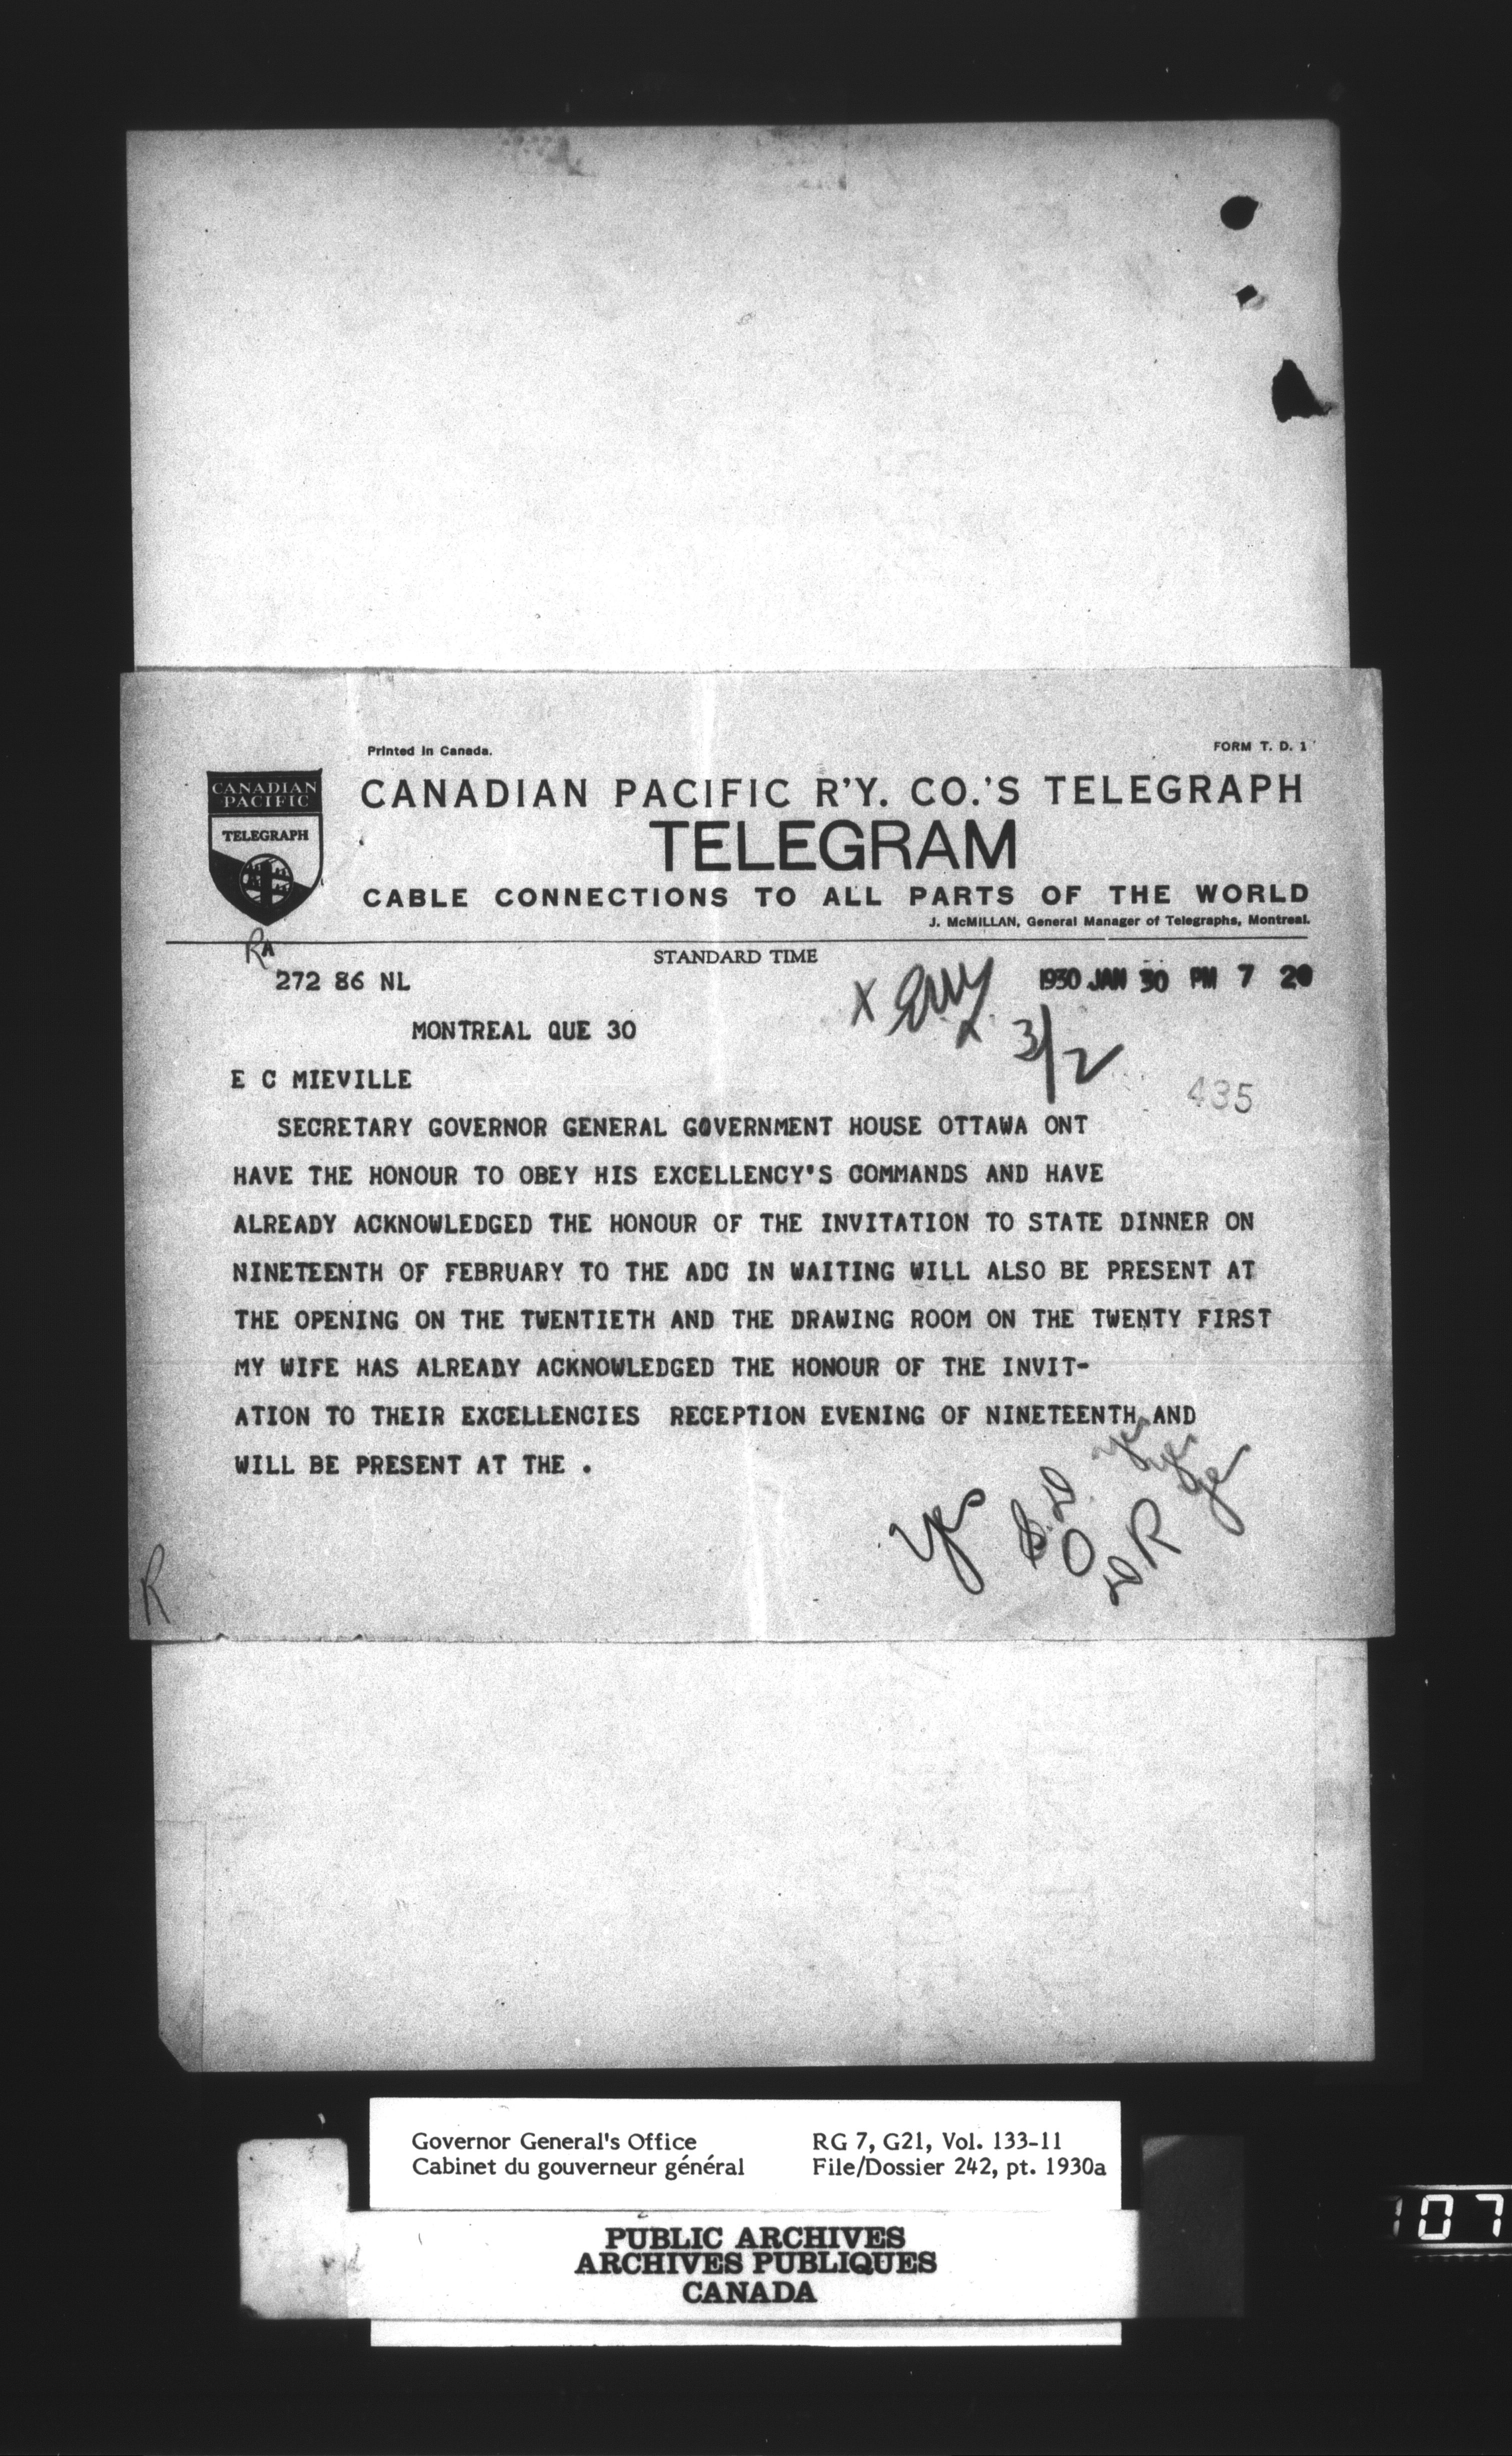 Printed in Canada.
FORM T. D. 1
CANADIAN
PACIFIC
TELEGRAPH
CANADIAN PACIFIC R'Y. CO.'S TELEGRAPH
TELEGRAM
CABLE CONNECTIONS TO ALL PARTS OF THE WORLD
J. McMILLAN, General Manager of Telegraphs, Montreal.
RA
STANDARD TIME
272 86 NL
1930 JAN 30 PM 7 20
X
3/2
MONTREAL QUE 30
E C MIEVILLE
435
SECRETARY GOVERNOR GENERAL GOVERNMENT HOUSE OTTAWA ONT
HAVE THE HONOUR TO OBEY HIS EXCELLENCY'S COMMANDS AND HAVE
ALREADY ACKNOWLEDGED THE HONOUR OF THE INVITATION TO STATE DINNER ON
NINETEENTH OF FEBRUARY TO THE ADC IN WAITING WILL ALSO BE PRESENT AT
THE OPENING ON THE TWENTIETH AND THE DRAWING ROOM ON THE TWENTY FIRST
MY WIFE HAS ALREADY ACKNOWLEDGED THE HONOUR OF THE INVIT-
ATION TO THEIR EXCELLENCIES RECEPTION EVENING OF NINETEENTH AND
WILL BE PRESENT AT THE .
yes
S.D. yes
O yes
DR yes
R
Governor General's Office
Cabinet du gouverneur général
RG 7, G21, Vol. 133-11
File/Dossier 242, pt. 1930a
PUBLIC ARCHIVES
ARCHIVES PUBLIQUES
CANADA
107